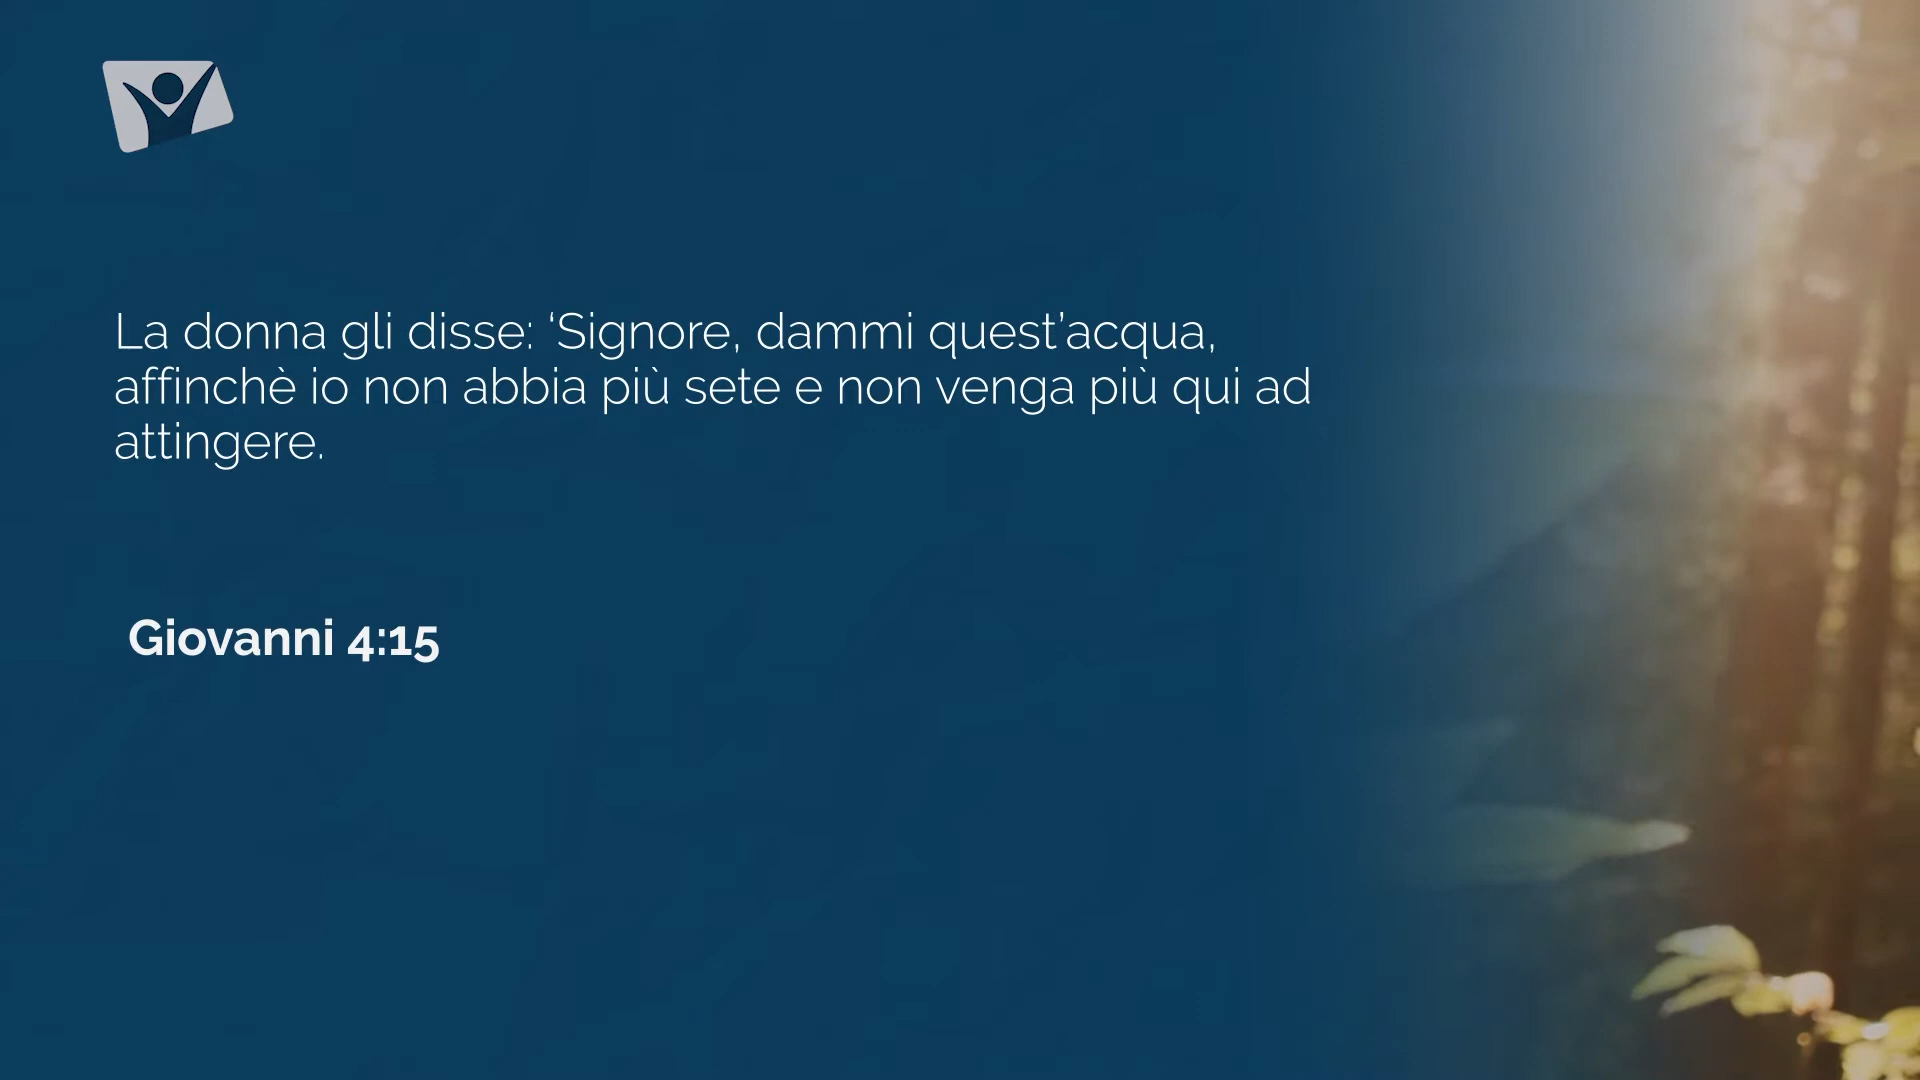 La donna gli disse: ‘Signore, dammi quest’acqua,
affinchè io non abbia più sete e non venga più qui ad
attingere.
Giovanni 4:15